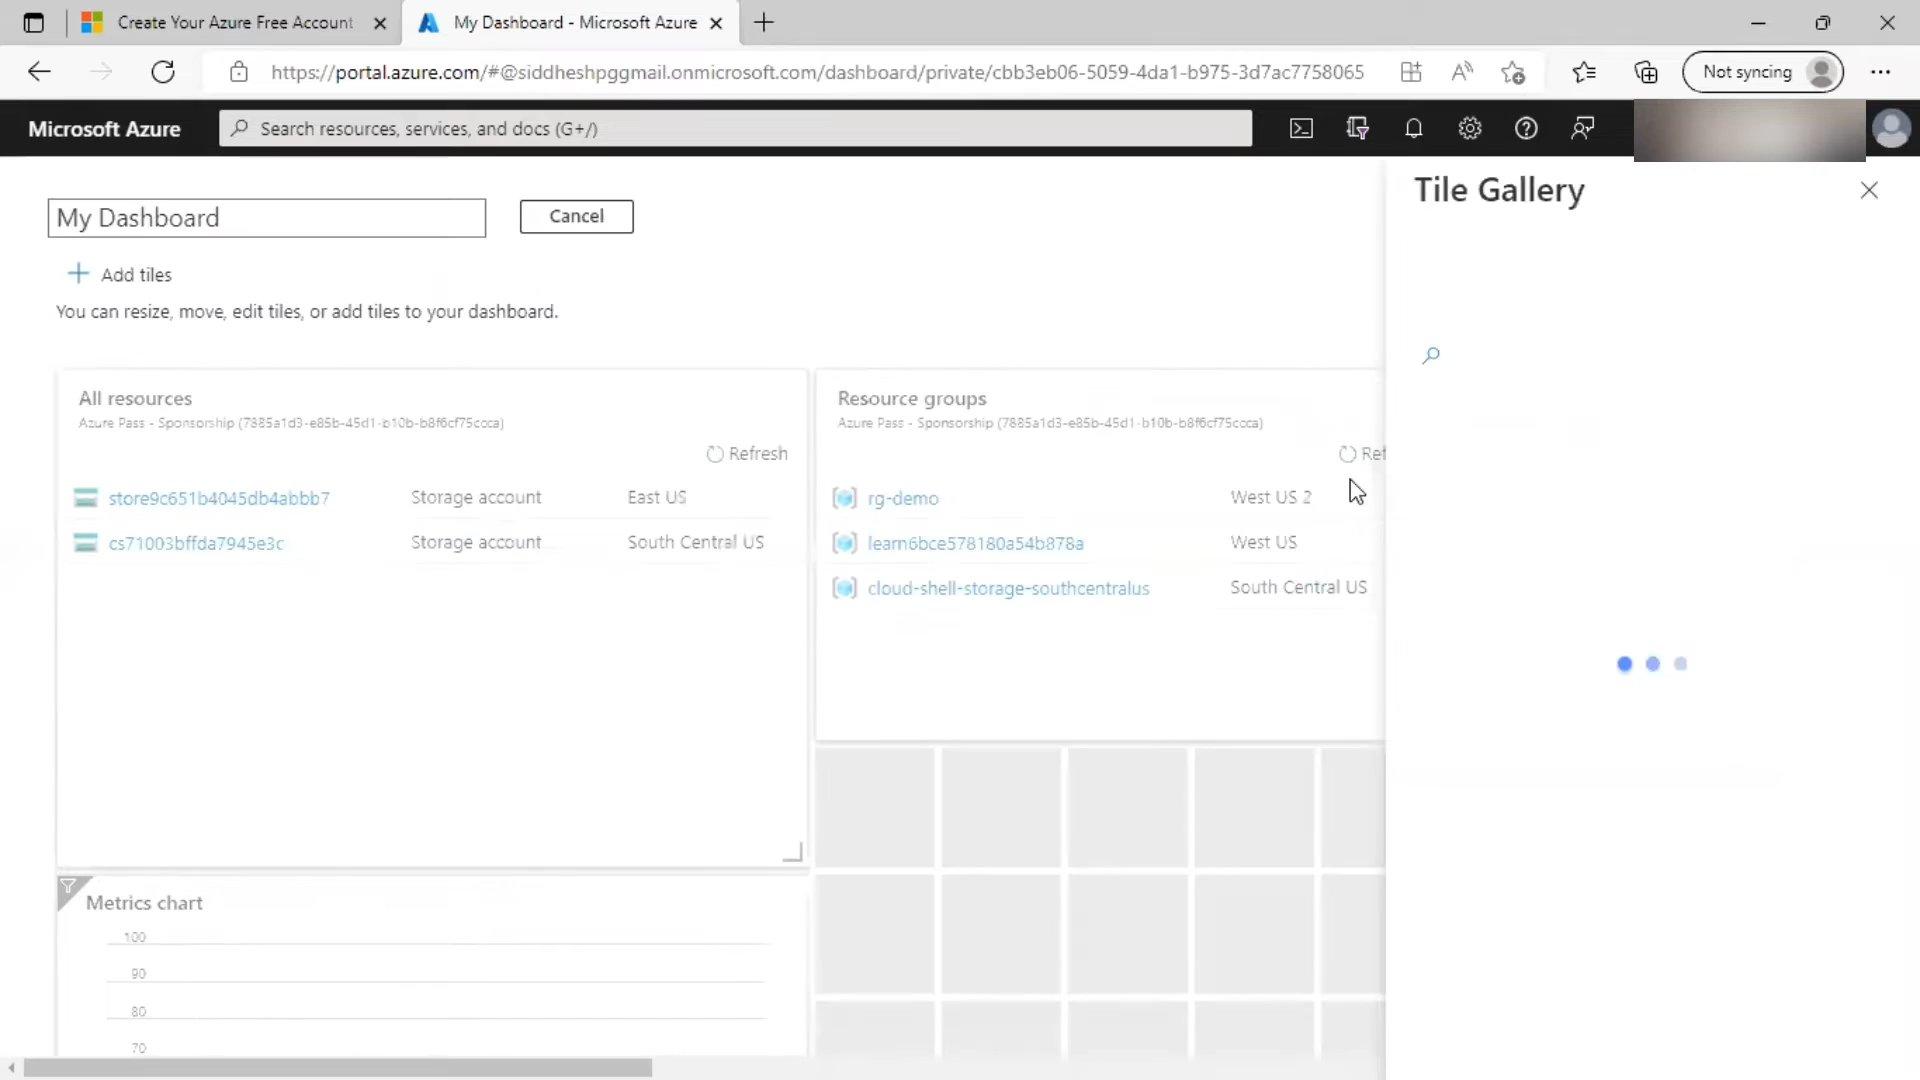 Create Your Azure Free Account
My Dashboard - Microsoft Azure
https://portal.azure.com/#@siddheshpggmail.onmicrosoft.com/dashboard/private/cbb3eb06-5059-4da1-b975-3d7ac7758065
Not syncing
Microsoft Azure
Search resources, services, and docs (G+/)
Tile Gallery
My Dashboard
Cancel
Add tiles
You can resize, move, edit tiles, or add tiles to your dashboard.
All resources
Azure Pass - Sponsorship (7885a1d3-e85b-45d1-b10b-b8f6cf75ccca)
Refresh
store9c651b4045db4abbb7 Storage account East US
cs71003bffda7945e3c Storage account South Central US
Resource groups
Azure Pass - Sponsorship (7885a1d3-e85b-45d1-b10b-b8f6cf75ccca)
Ref
rg-demo West US 2
learn6bce578180a54b878a West US
cloud-shell-storage-southcentralus South Central US
Metrics chart
100
90
80
70